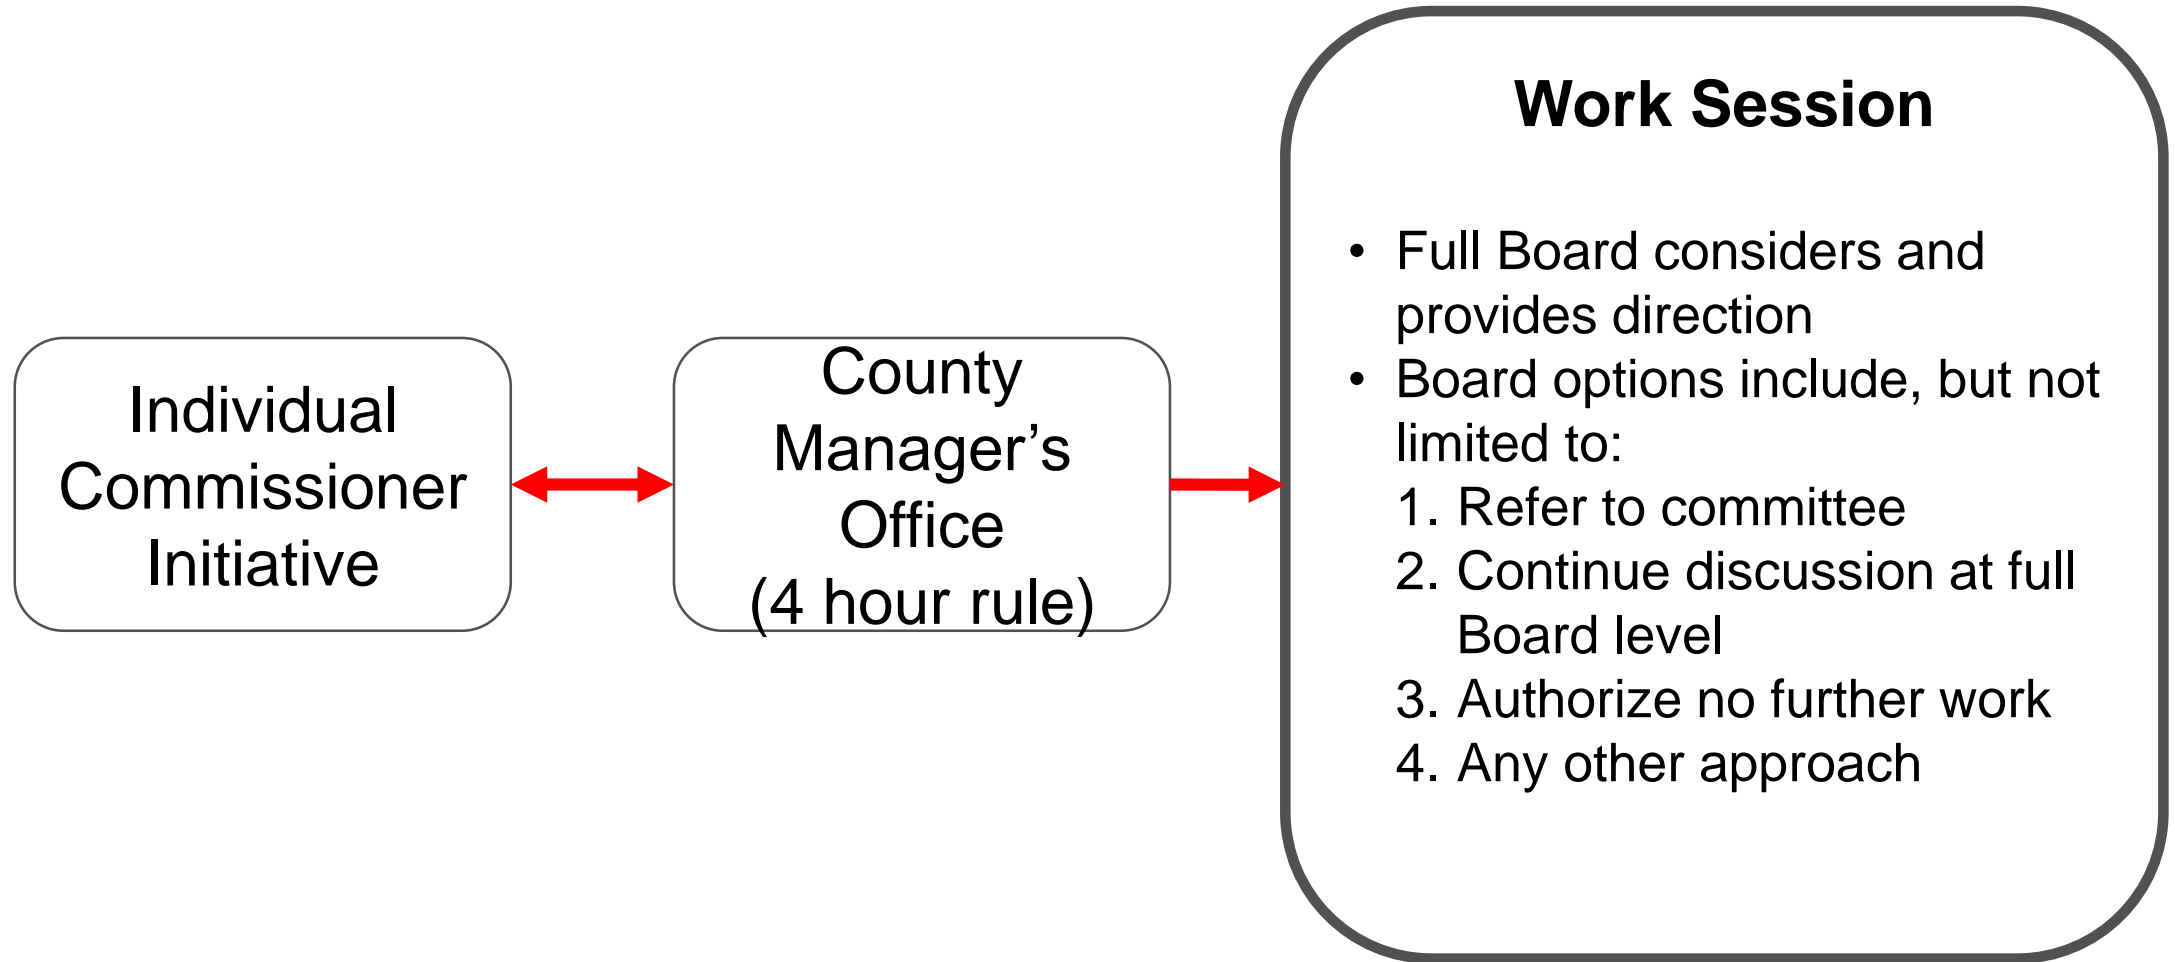 Individual
Commissioner
Initiative
County
Manager’s
Office
(4 hour rule)
Work Session
• Full Board considers and
provides direction
• Board options include, but not
limited to:
1. Refer to committee
2. Continue discussion at full
Board level
3. Authorize no further work
4. Any other approach